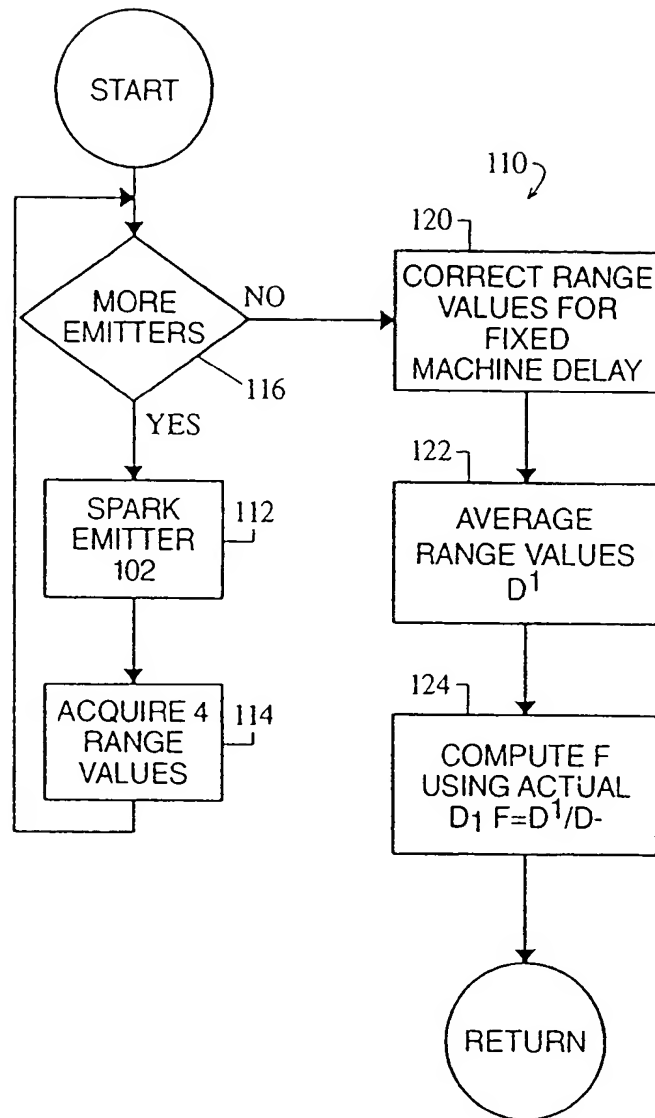 START
MORE
EMITTERS
116
NO
YES
SPARK
EMITTER
102
112
ACQUIRE 4
RANGE
VALUES
114
110
120
CORRECT RANGE
VALUES FOR
FIXED
MACHINE DELAY
122
AVERAGE
RANGE VALUES
D¹
124
COMPUTE F
USING ACTUAL
D₁ F=D¹/D-
RETURN